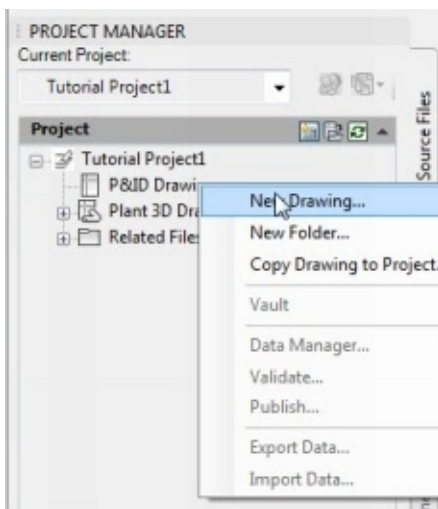 PROJECT MANAGER
Current Project:
Tutorial Project1
Project
Source Files
Tutorial Project1
P&ID Drawi
Plant 3D Dra
Related File
New Drawing...
New Folder...
Copy Drawing to Project.
Vault
Data Manager...
Validate...
Publish...
Export Data...
Import Data...